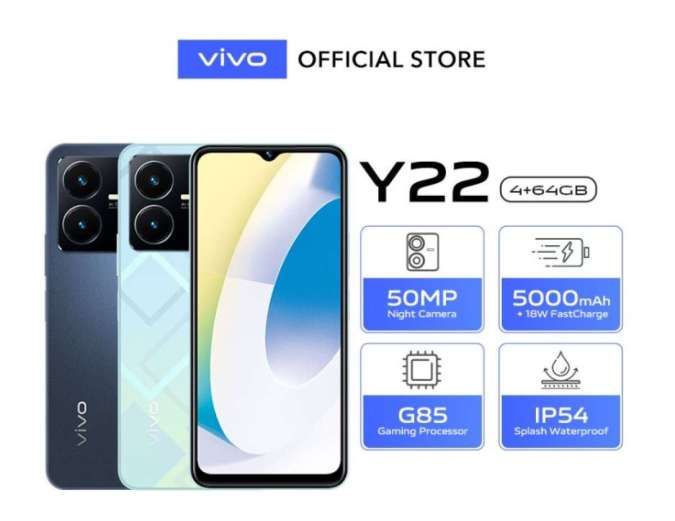 vivo OFFICIAL STORE
Y22 4+64GB
50MP
Night Camera
5000mAh
+ 18W FastCharge
G85
Gaming Processor
IP54
Splash Waterproof
vivo
vivo